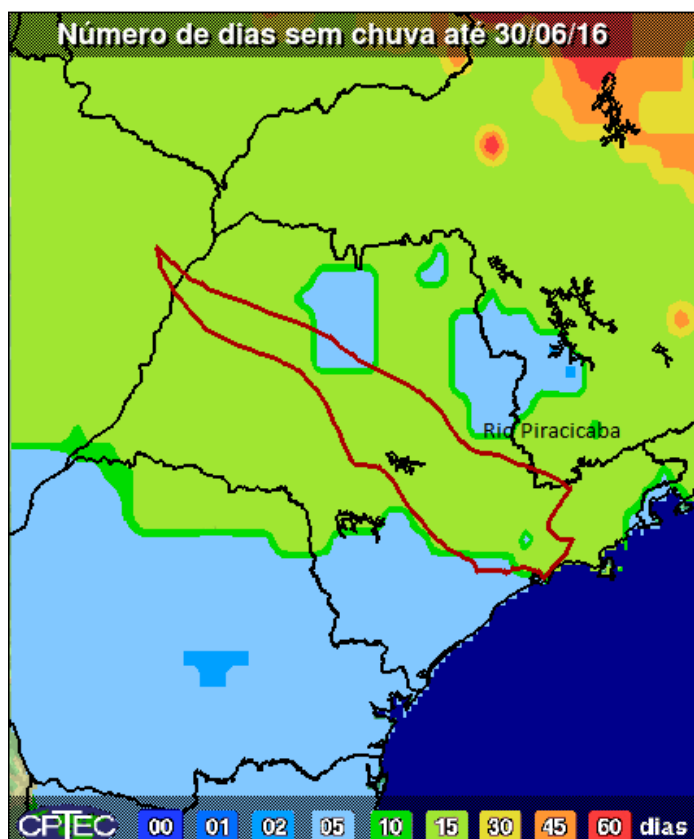 Número de dias sem chuva até 30/06/16
Rio Piracicaba
CPTEC 00 01 02 05 10 15 30 45 60 dias